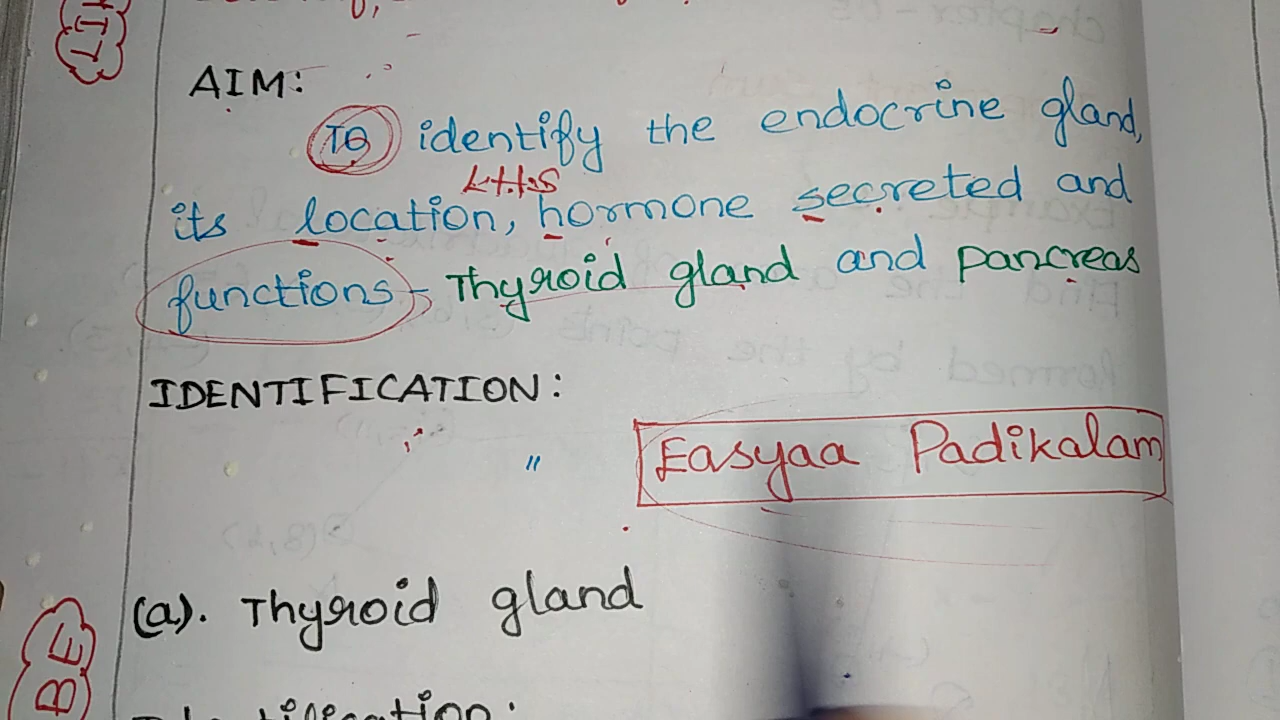 AIM:
To identify the endocrine gland,
L.H.S
its location, hormone secreted and
functions - Thyroid gland and pancreas
IDENTIFICATION:
"
Easyaa Padikalam
(a). Thyroid gland
BE